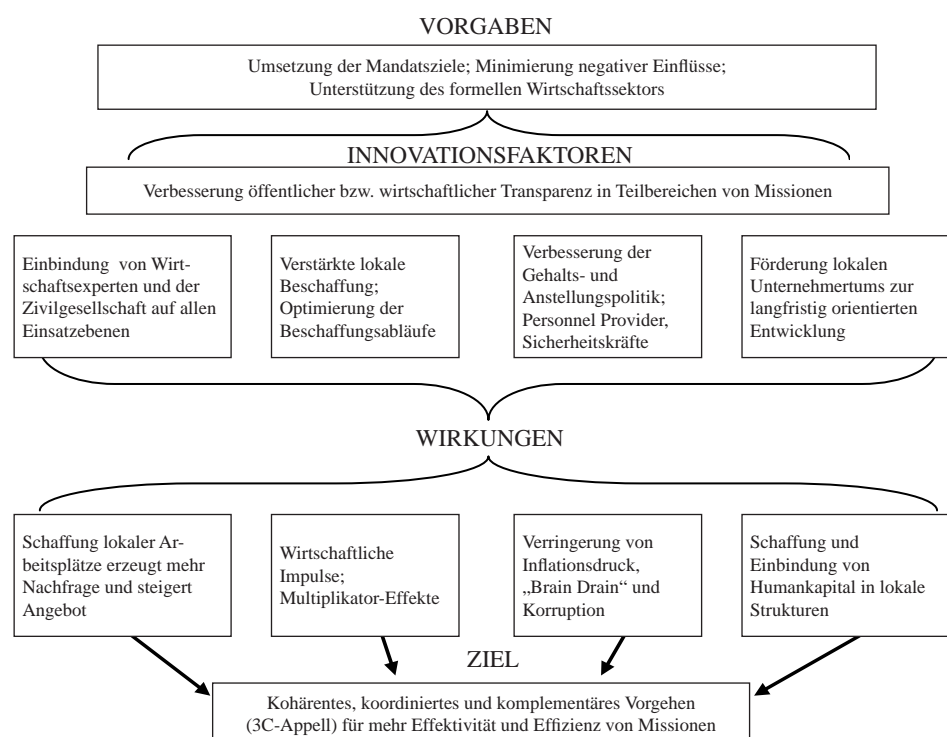 VORGABEN
Umsetzung der Mandatsziele; Minimierung negativer Einflüsse;
Unterstützung des formellen Wirtschaftssektors
INNOVATIONSFAKTOREN
Verbesserung öffentlicher bzw. wirtschaftlicher Transparenz in Teilbereichen von Missionen
Einbindung von Wirt-
schaftsexperten und der
Zivilgesellschaft auf allen
Einsatzebenen
Verstärkte lokale
Beschaffung;
Optimierung der
Beschaffungsabläufe
Verbesserung der
Gehalts- und
Anstellungspolitik;
Personnel Provider,
Sicherheitskräfte
Förderung lokalen
Unternehmertums zur
langfristig orientierten
Entwicklung
WIRKUNGEN
Schaffung lokaler Ar-
beitsplätze erzeugt mehr
Nachfrage und steigert
Angebot
Wirtschaftliche
Impulse;
Multiplikator-Effekte
Verringerung von
Inflationsdruck,
„Brain Drain“ und
Korruption
Schaffung und
Einbindung von
Humankapital in lokale
Strukturen
ZIEL
Kohärentes, koordiniertes und komplementäres Vorgehen
(3C-Appell) für mehr Effektivität und Effizienz von Missionen